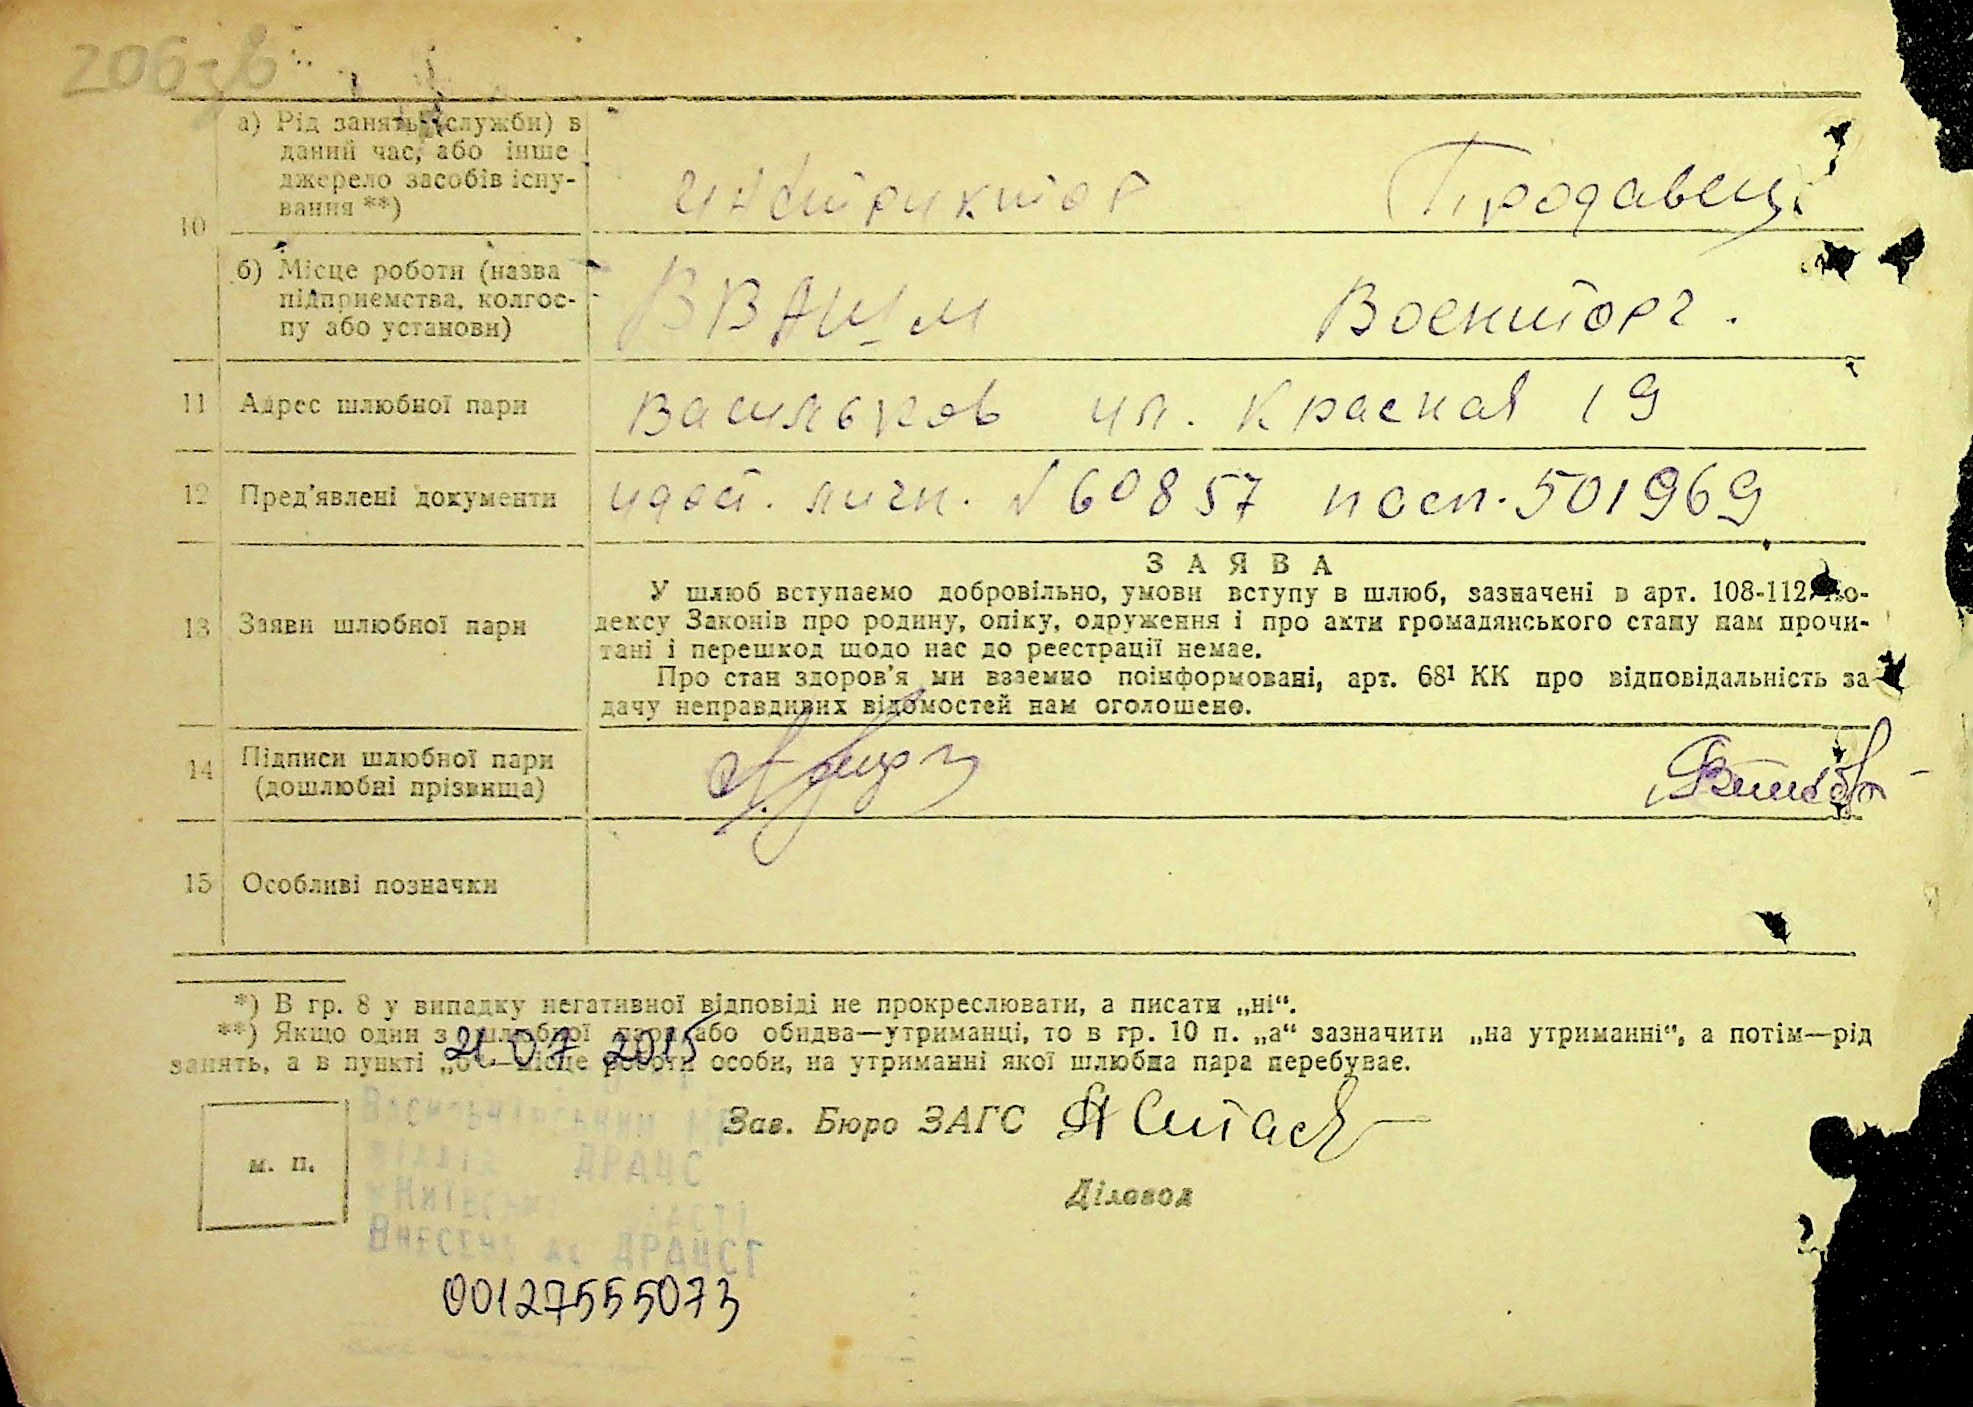 206зв
а) Рід занять (служби) в
даний час, або інше
джерело засобів існу-
вання **)
инструктор Продавец
10
б) Місце роботи (назва
підприємства, колгос-
пу або установи)
ВВАШМ Военторг.
11 Адрес шлюбної пари Васильков ул. Красная 19
12 Пред'явлені документи удост. личн. N 60857 посп. 501969
З А Я В А
У шлюб вступаємо добровільно, умови вступу в шлюб, зазначені в арт. 108-112 Ко-
дексу Законів про родину, опіку, одруження і про акти громадянського стану нам прочи-
тані і перешкод щодо нас до реєстрації немає.
13 Заяви шлюбної пари
Про стан здоров'я ми взаємно поінформовані, арт. 68¹ КК про відповідальність за
дачу неправдивих відомостей нам оголошено.
14 Підписи шлюбної пари
(дошлюбні прізвища)
15 Особливі позначки
*) В гр. 8 у випадку негативної відповіді не прокреслювати, а писати „ні“.
**) Якщо один з шлюбної пари або обидва—утриманці, то в гр. 10 п. „а“ зазначити „на утриманні“, а потім—рід
занять, а в пункті „б“—місце роботи особи, на утриманні якої шлюбна пара перебуває.
21.07 2015
Зав. Бюро ЗАГС
м. п.
ДРАЦС
Діловод
Внесено до ДРАЦСГ
00127555073